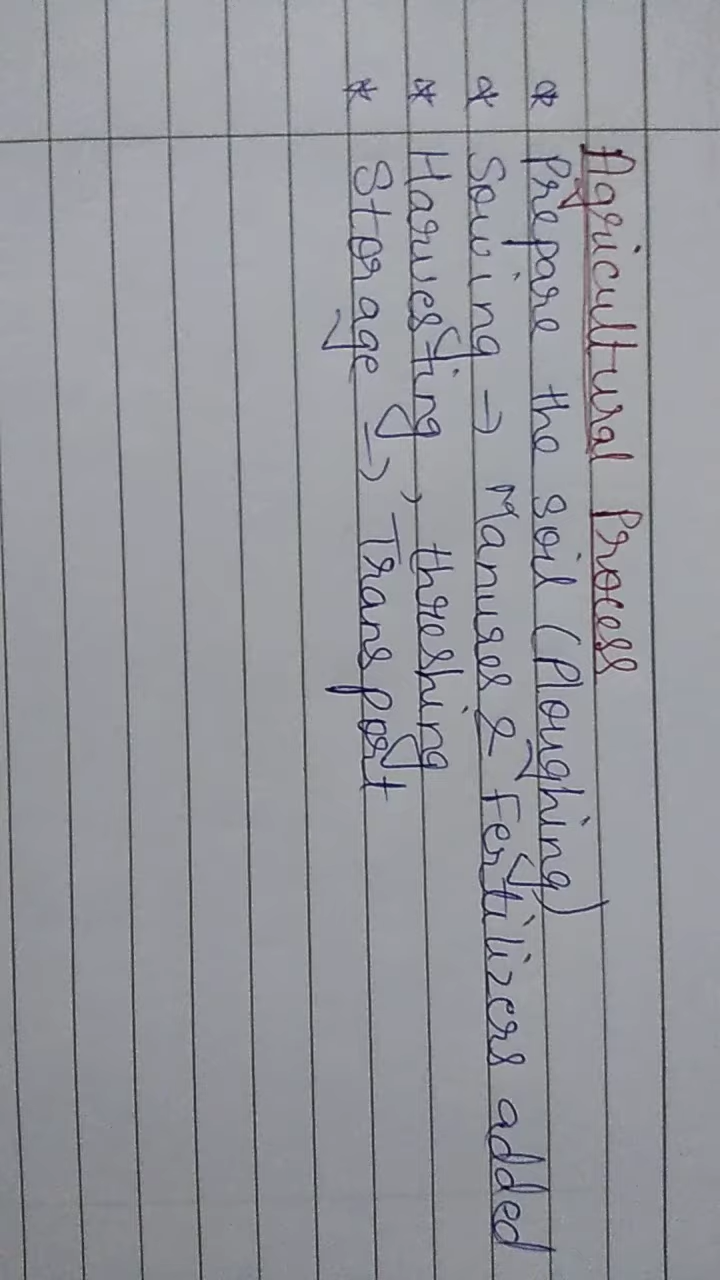 Agricultural Process
* Prepare the soil (Ploughing)
* Sowing → Manures & Fertilizers added
* Harvesting, threshing
* Storage → Transport